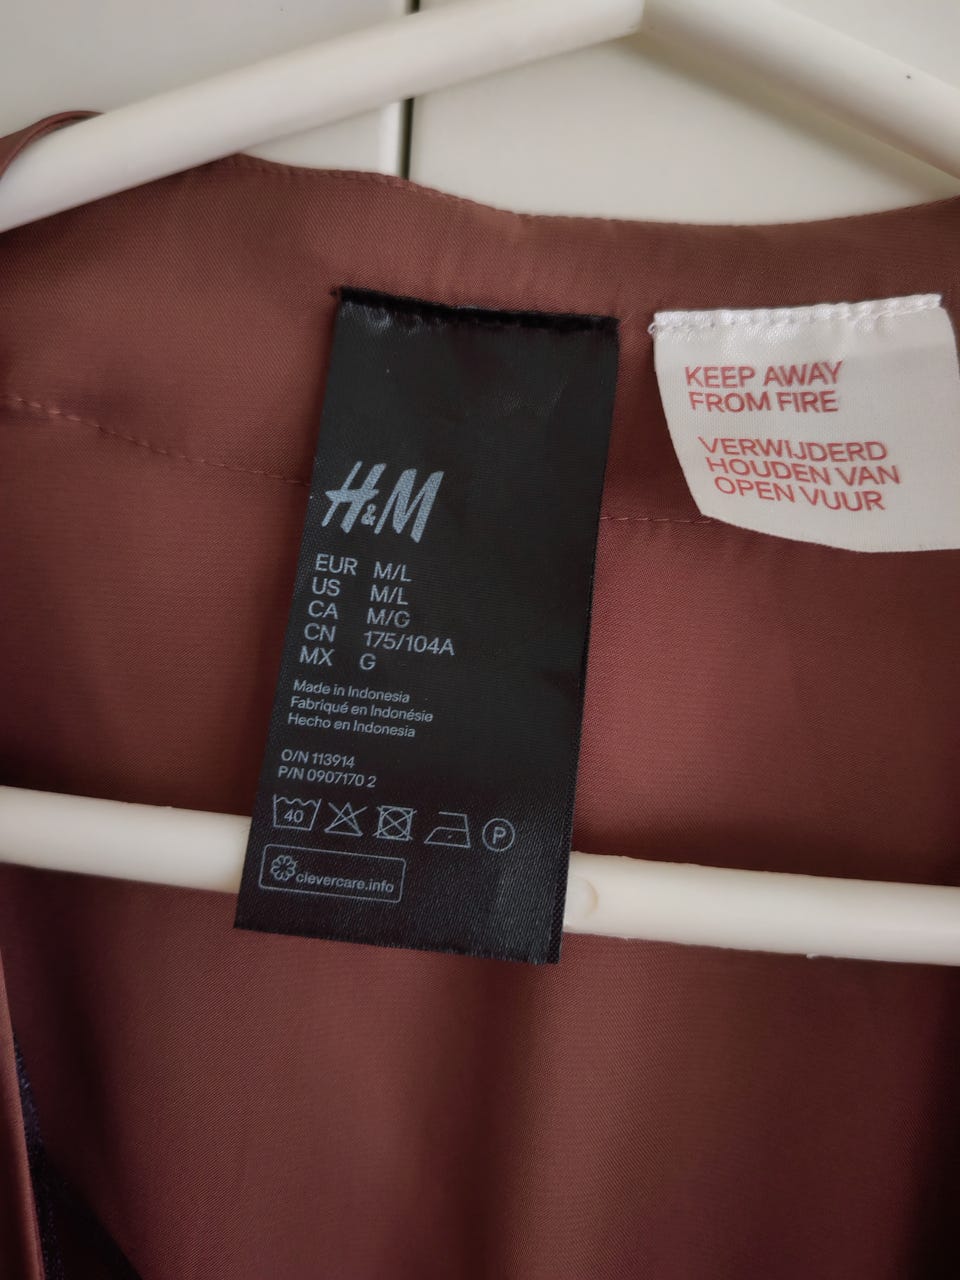 H&M
EUR M/L
US M/L
CA M/G
CN 175/104A
MX G
Made in Indonesia
Fabriqué en Indonésie
Hecho en Indonesia
O/N 113914
P/N 0907170 2
40 P
clevercare.info
KEEP AWAY
FROM FIRE
VERWIJDERD
HOUDEN VAN
OPEN VUUR